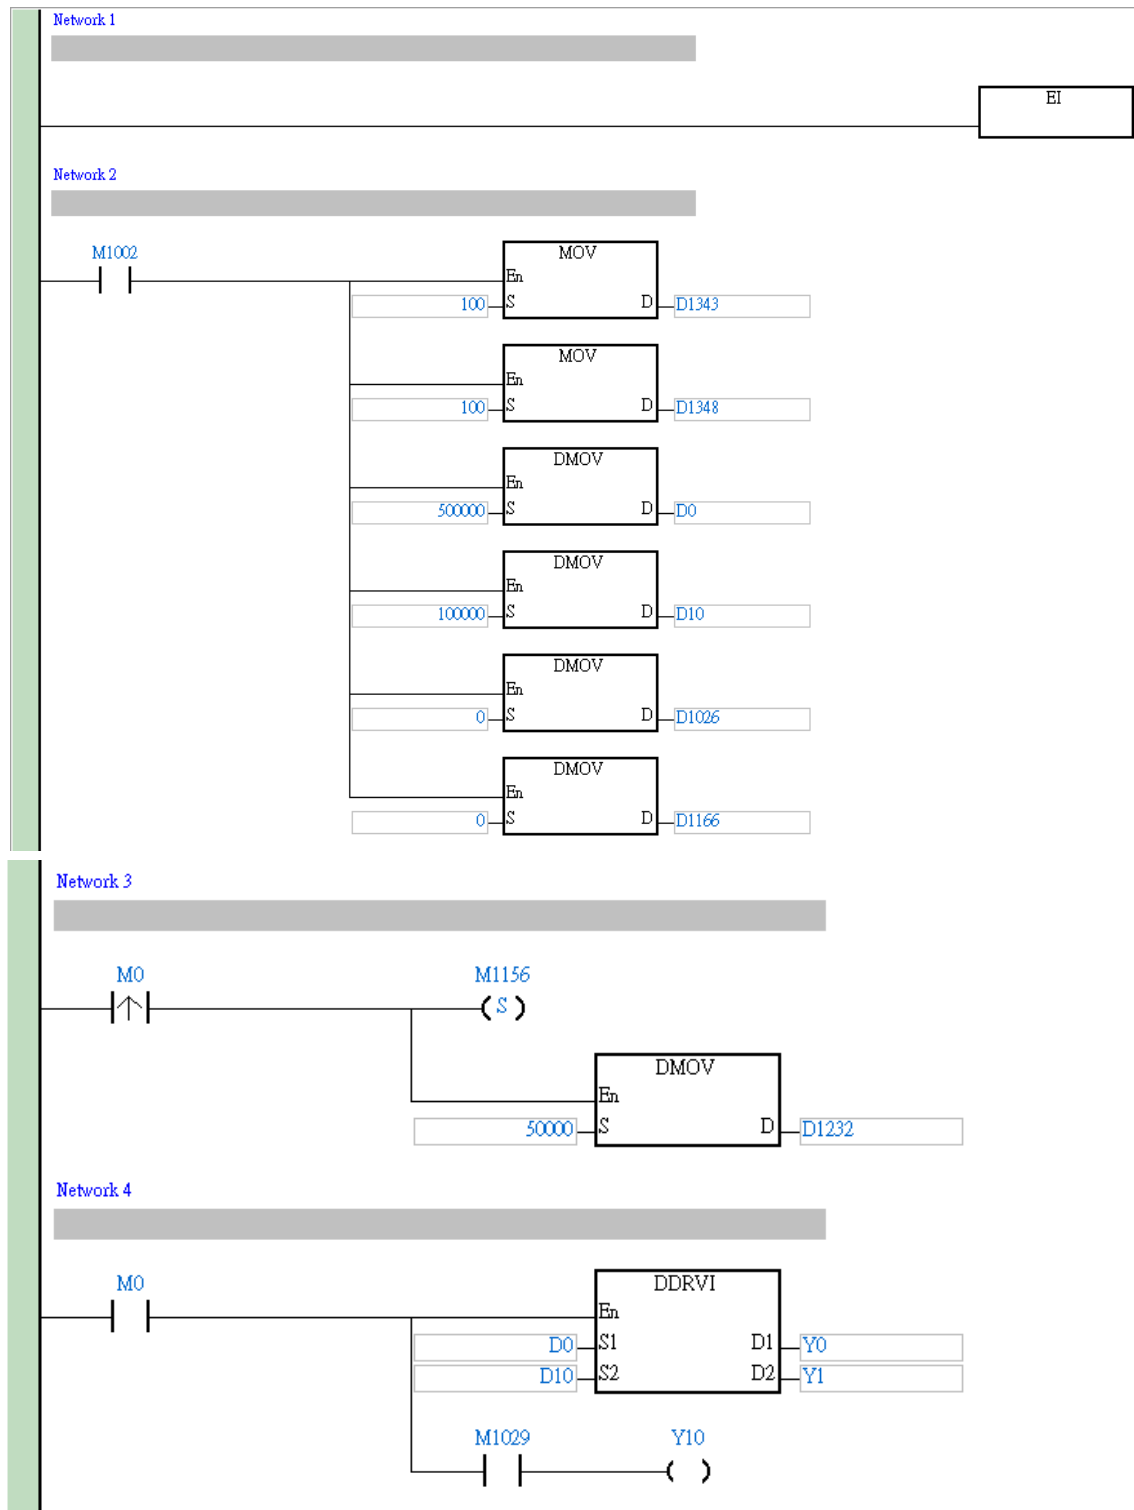 Network 1
EI
Network 2
M1002
MOV
En
100 S D D1343
MOV
En
100 S D D1348
DMOV
En
500000 S D D0
DMOV
En
100000 S D D10
DMOV
En
0 S D D1026
DMOV
En
0 S D D1166
Network 3
M0 M1156
S
DMOV
En
50000 S D D1232
Network 4
M0 DDRVI
En
D0 S1 D1 Y0
D10 S2 D2 Y1
M1029 Y10